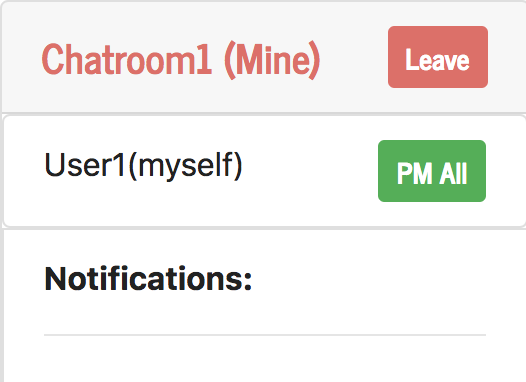 Chatroom1 (Mine) Leave
User1(myself) PM All
Notifications: